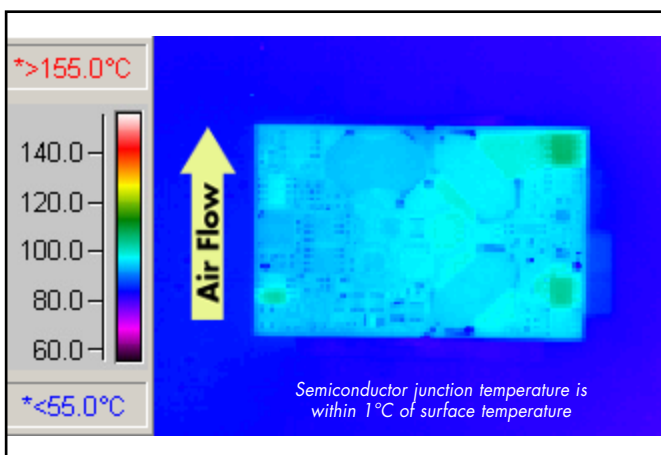 *>155.0°C
140.0
120.0
100.0
80.0
60.0
*<55.0°C
Air Flow
Semiconductor junction temperature is
within 1°C of surface temperature